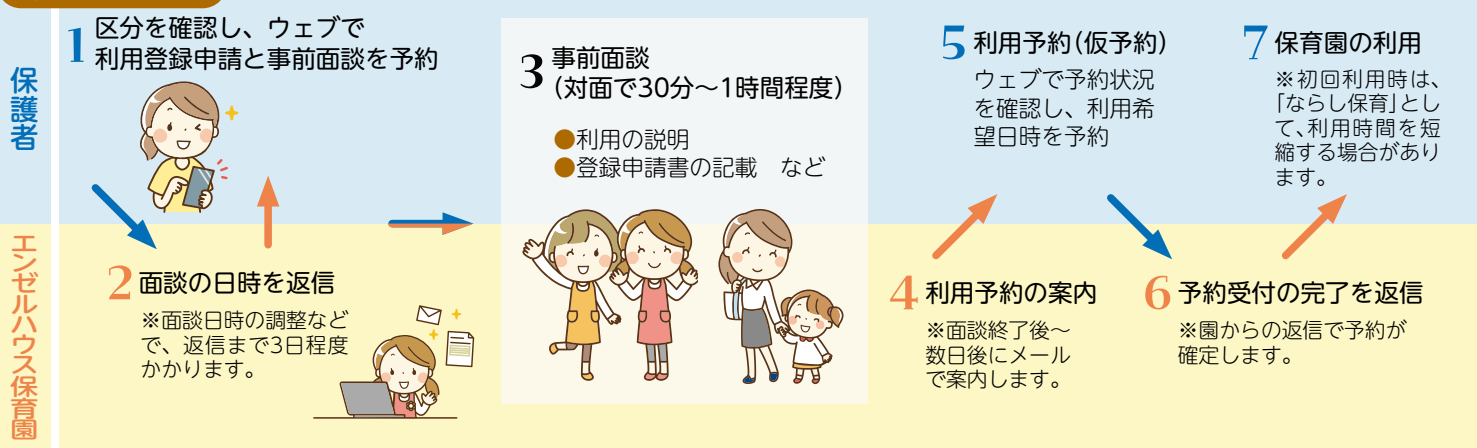 保護者
エンゼルハウス保育園
1 区分を確認し、ウェブで
利用登録申請と事前面談を予約
2 面談の日時を返信
※面談日時の調整など
で、返信まで3日程度
かかります。
3 事前面談
(対面で30分～1時間程度)
●利用の説明
●登録申請書の記載　など
4 利用予約の案内
※面談終了後～
数日後にメール
で案内します。
5 利用予約(仮予約)
ウェブで予約状況
を確認し、利用希
望日時を予約
6 予約受付の完了を返信
※園からの返信で予約が
確定します。
7 保育園の利用
※初回利用時は、
「ならし保育」とし
て、利用時間を短
縮する場合があり
ます。